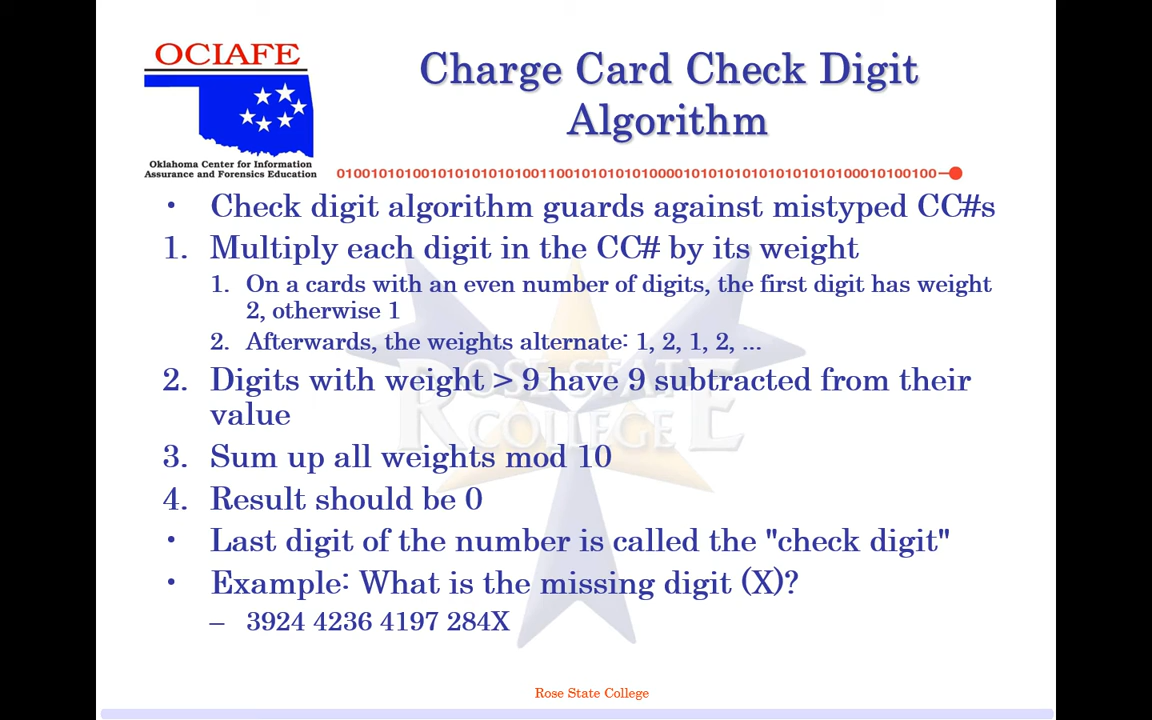 OCIAFE
Oklahoma Center for Information
Assurance and Forensics Education
Charge Card Check Digit
Algorithm
01001010100101010101010011001010101010000101010101010101010100010100100
• Check digit algorithm guards against mistyped CC#s
1. Multiply each digit in the CC# by its weight
1. On a cards with an even number of digits, the first digit has weight
2, otherwise 1
2. Afterwards, the weights alternate: 1, 2, 1, 2, ...
2. Digits with weight > 9 have 9 subtracted from their
value
3. Sum up all weights mod 10
4. Result should be 0
• Last digit of the number is called the "check digit"
• Example: What is the missing digit (X)?
– 3924 4236 4197 284X
ROSE STATE
COLLEGE
Rose State College